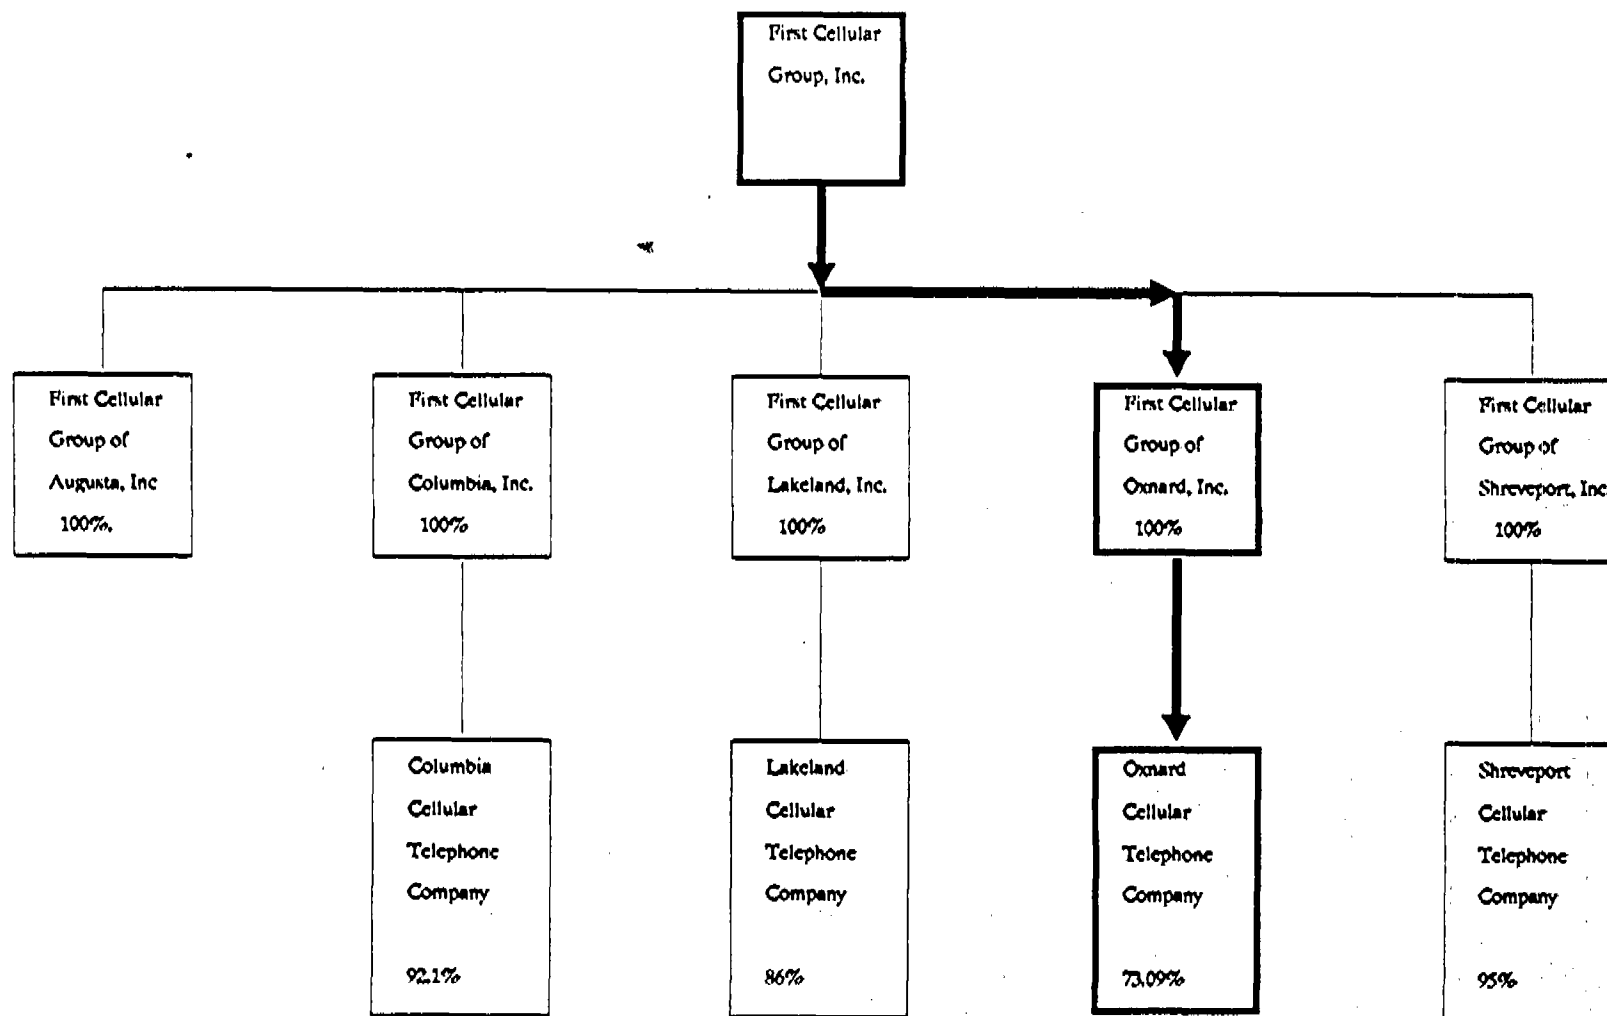 First Cellular
Group, Inc.
First Cellular
Group of
Augusta, Inc
100%.
First Cellular
Group of
Columbia, Inc.
100%
First Cellular
Group of
Lakeland, Inc.
100%
First Cellular
Group of
Oxnard, Inc.
100%
First Cellular
Group of
Shreveport, Inc
100%
Columbia
Cellular
Telephone
Company
92.1%
Lakeland
Cellular
Telephone
Company
86%
Oxnard
Cellular
Telephone
Company
73.09%
Shreveport
Cellular
Telephone
Company
95%